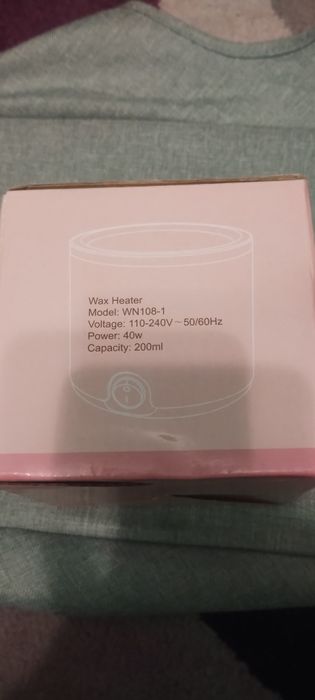 Wax Heater
Model: WN108-1
Voltage: 110-240V~50/60Hz
Power: 40w
Capacity: 200ml